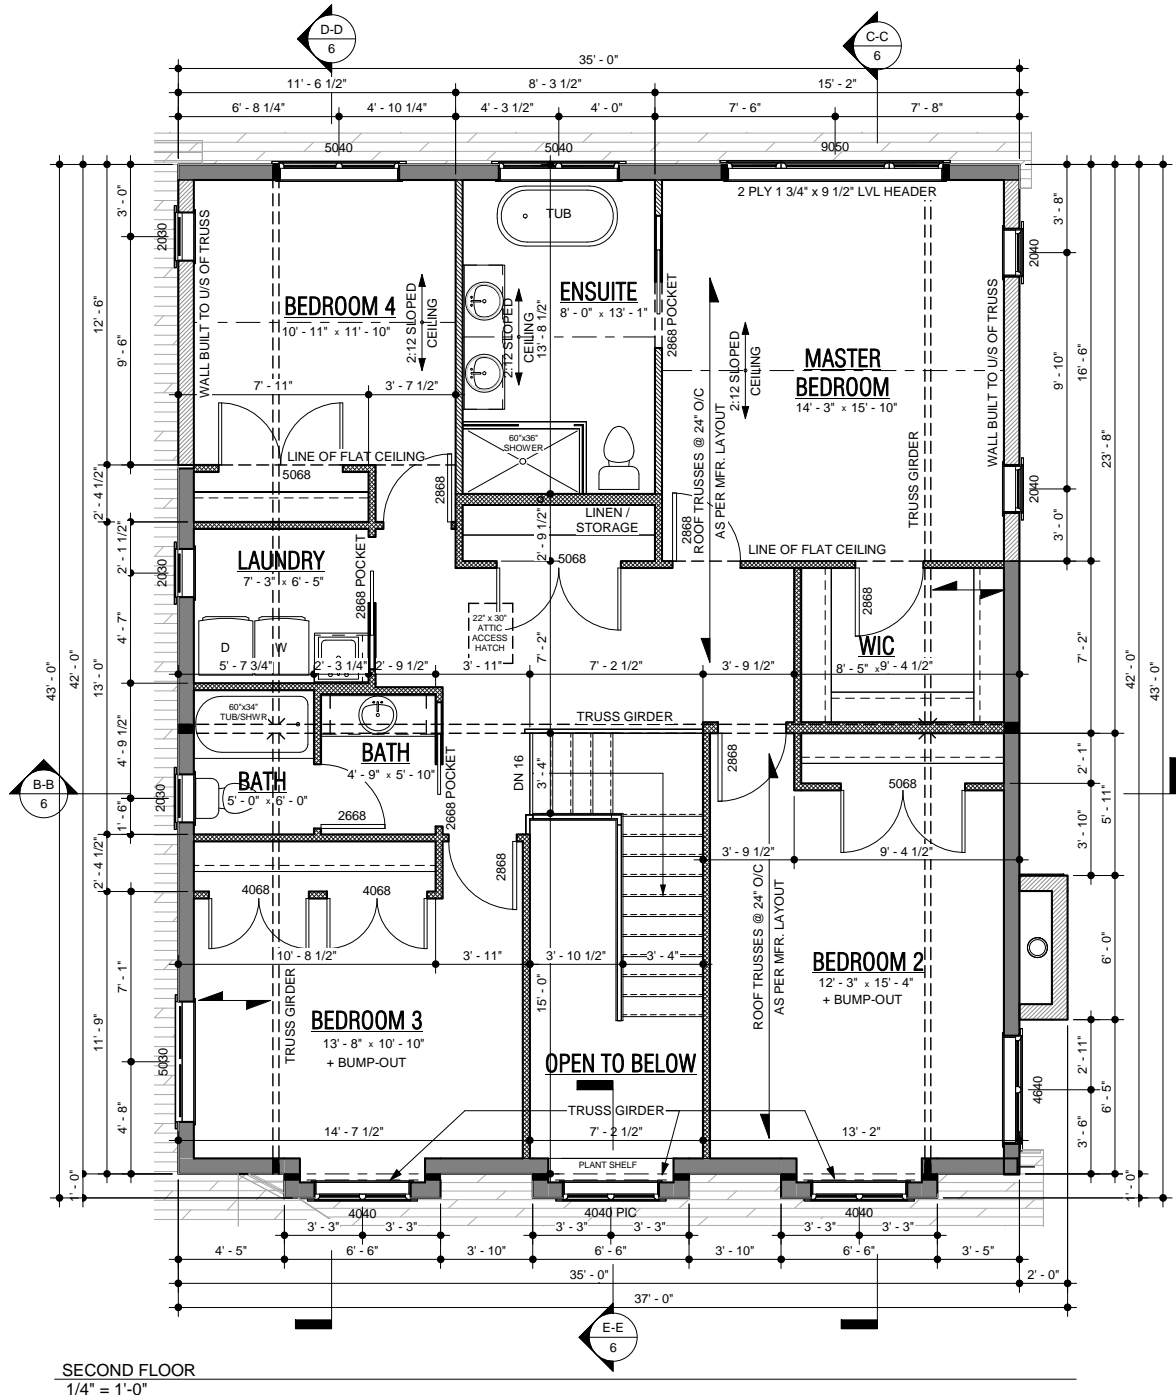 D-D
6
C-C
6
35' - 0"
11' - 6 1/2"
8' - 3 1/2"
15' - 2"
6' - 8 1/4"
4' - 10 1/4"
4' - 3 1/2"
4' - 0"
7' - 6"
7' - 8"
5040
5040
9050
2 PLY 1 3/4" x 9 1/2" LVL HEADER
3' - 0"
2030
WALL BUILT TO U/S OF TRUSS
12' - 6"
9' - 6"
BEDROOM 4
10' - 11" x 11' - 10"
2:12 SLOPED
CEILING
7' - 11"
3' - 7 1/2"
LINE OF FLAT CEILING
5068
2868
TUB
ENSUITE
8' - 0" x 13' - 1"
2:12 SLOPED
CEILING
13' - 8 1/2"
2868 POCKET
60"x36"
SHOWER
ROOF TRUSSES @ 24" O/C
AS PER MFR. LAYOUT
2:12 SLOPED
CEILING
MASTER
BEDROOM
14' - 3" x 15' - 10"
TRUSS GIRDER
WALL BUILT TO U/S OF TRUSS
2040
2040
3' - 8"
9' - 10"
16' - 6"
3' - 0"
23' - 8"
2' - 4 1/2"
2' - 1 1/2"
2030
4' - 7"
13' - 0"
43' - 0"
42' - 0"
LAUNDRY
7' - 3" x 6' - 5"
2868 POCKET
D
W
5' - 7 3/4"
2' - 3 1/4"
2' - 9 1/2"
3' - 11"
7' - 2 1/2"
3' - 9 1/2"
LINEN /
STORAGE
2' - 9 1/2"
5068
22" x 30"
ATTIC
ACCESS
HATCH
7' - 2"
2868
LINE OF FLAT CEILING
2868
WIC
8' - 5" x 9' - 4 1/2"
7' - 2"
42' - 0"
43' - 0"
4' - 9 1/2"
60"x34"
TUB/SHWR
BATH
4' - 9" x 5' - 10"
BATH
5' - 0" x 6' - 0"
2668
2668 POCKET
2030
1' - 6"
B-B
6
TRUSS GIRDER
DN 16
3' - 4"
2868
5068
2' - 1"
3' - 10"
5' - 11"
2' - 4 1/2"
4068
4068
2868
3' - 9 1/2"
9' - 4 1/2"
10' - 8 1/2"
3' - 11"
3' - 10 1/2"
3' - 4"
15' - 0"
ROOF TRUSSES @ 24" O/C
AS PER MFR. LAYOUT
7' - 1"
11' - 9"
TRUSS GIRDER
5030
4' - 8"
BEDROOM 3
13' - 8" x 10' - 10"
+ BUMP-OUT
OPEN TO BELOW
BEDROOM 2
12' - 3" x 15' - 4"
+ BUMP-OUT
6' - 0"
2' - 11"
4640
6' - 5"
3' - 6"
TRUSS GIRDER
14' - 7 1/2"
7' - 2 1/2"
13' - 2"
PLANT SHELF
1' - 0"
1' - 0"
4040
4040 PIC
4040
3' - 3"
3' - 3"
3' - 3"
3' - 3"
3' - 3"
3' - 3"
4' - 5"
6' - 6"
3' - 10"
6' - 6"
3' - 10"
6' - 6"
3' - 5"
35' - 0"
2' - 0"
37' - 0"
E-E
6
SECOND FLOOR
1/4" = 1'-0"